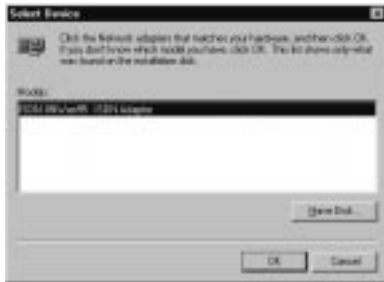 Select Device
Click the Network adapters that matches your hardware, and then click OK.
If you don't know which model you have, click OK. This list shows only what
was found on the installation disk.
Models:
ISDN Adapter
Have Disk...
OK
Cancel